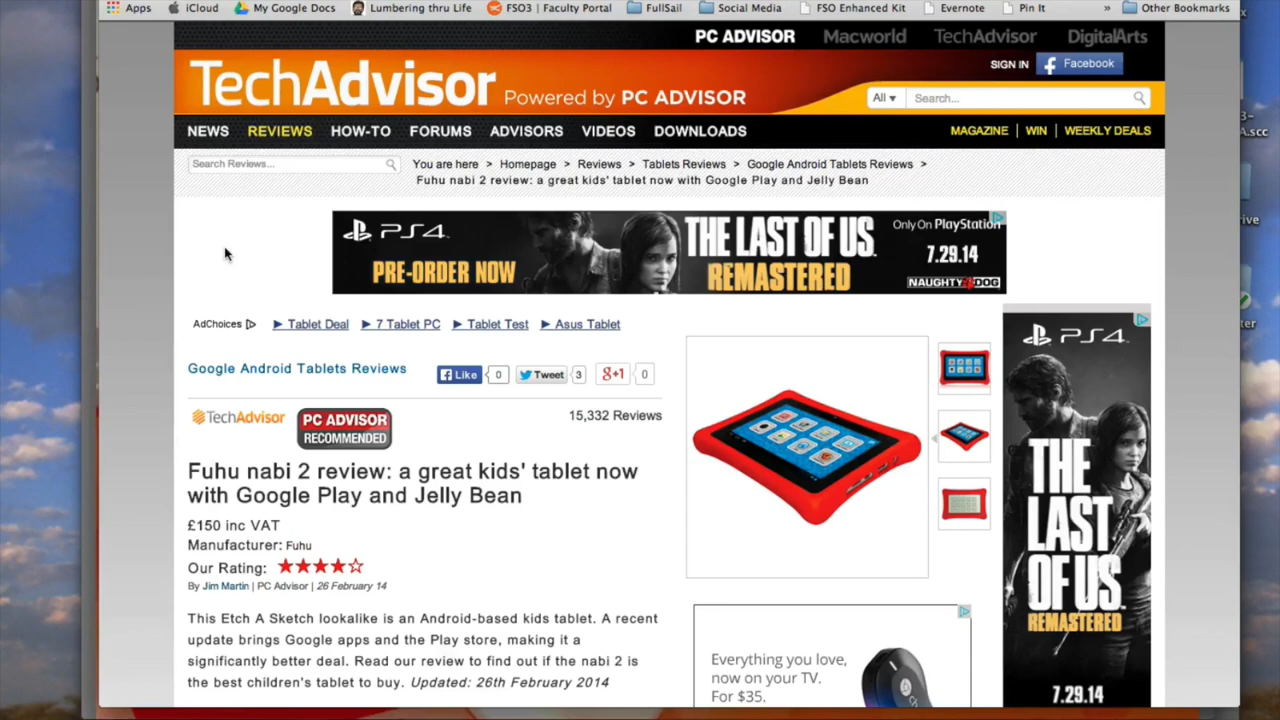 Apps iCloud My Google Docs Lumbering thru Life FSO3 | Faculty Portal FullSail Social Media FSO Enhanced Kit Evernote Pin It » Other Bookmarks
PC ADVISOR Macworld TechAdvisor DigitalArts
SIGN IN Facebook
TechAdvisor Powered by PC ADVISOR
All Search...
NEWS REVIEWS HOW-TO FORUMS ADVISORS VIDEOS DOWNLOADS MAGAZINE | WIN | WEEKLY DEALS
Search Reviews... You are here > Homepage > Reviews > Tablets Reviews > Google Android Tablets Reviews >
Fuhu nabi 2 review: a great kids' tablet now with Google Play and Jelly Bean
PS4
PRE-ORDER NOW
THE LAST OF US
REMASTERED
Only On PlayStation
7.29.14
NAUGHTY DOG
AdChoices Tablet Deal 7 Tablet PC Tablet Test Asus Tablet
Google Android Tablets Reviews Like 0 Tweet 3 g+1 0
TechAdvisor PC ADVISOR
RECOMMENDED
15,332 Reviews
Fuhu nabi 2 review: a great kids' tablet now
with Google Play and Jelly Bean
£150 inc VAT
Manufacturer: Fuhu
Our Rating:
By Jim Martin | PC Advisor | 26 February 14
This Etch A Sketch lookalike is an Android-based kids tablet. A recent
update brings Google apps and the Play store, making it a
significantly better deal. Read our review to find out if the nabi 2 is
the best children's tablet to buy. Updated: 26th February 2014
Everything you love,
now on your TV.
For $35.
PS4
THE
LAST
OF US
REMASTERED
7.29.14
3-
A.scc
rive
ter